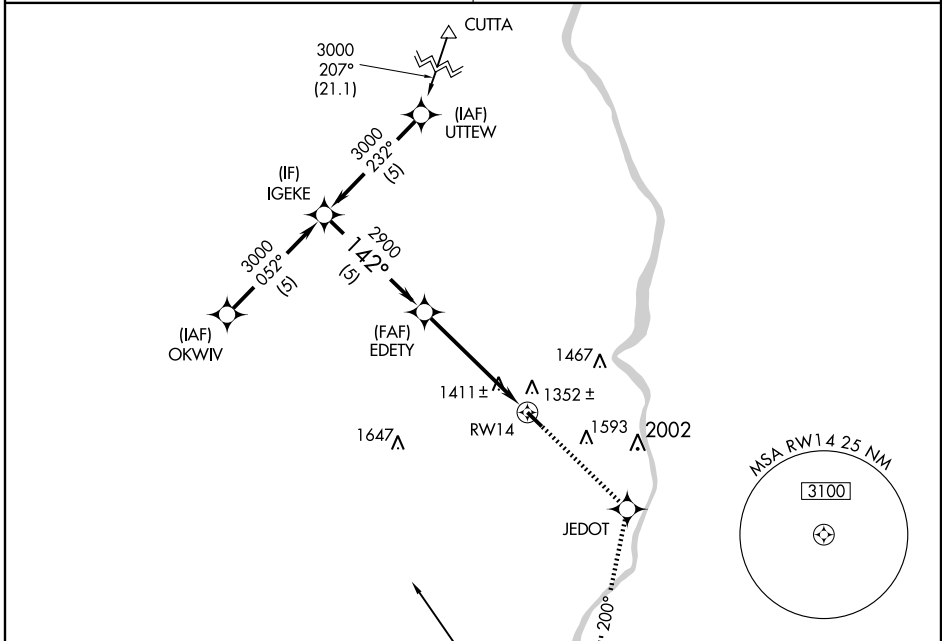 CUTTA
3000
207°
(21.1)
(IAF)
UTTEW
3000
232°
(5)
(IF)
IGEKE
2900
142°
(5)
3000
052°
(5)
(IAF)
OKWIV
(FAF)
EDETY
1467
1411 ±
1352 ±
RW14
1593
2002
1647
MSA RW14 25 NM
3100
JEDOT
200°